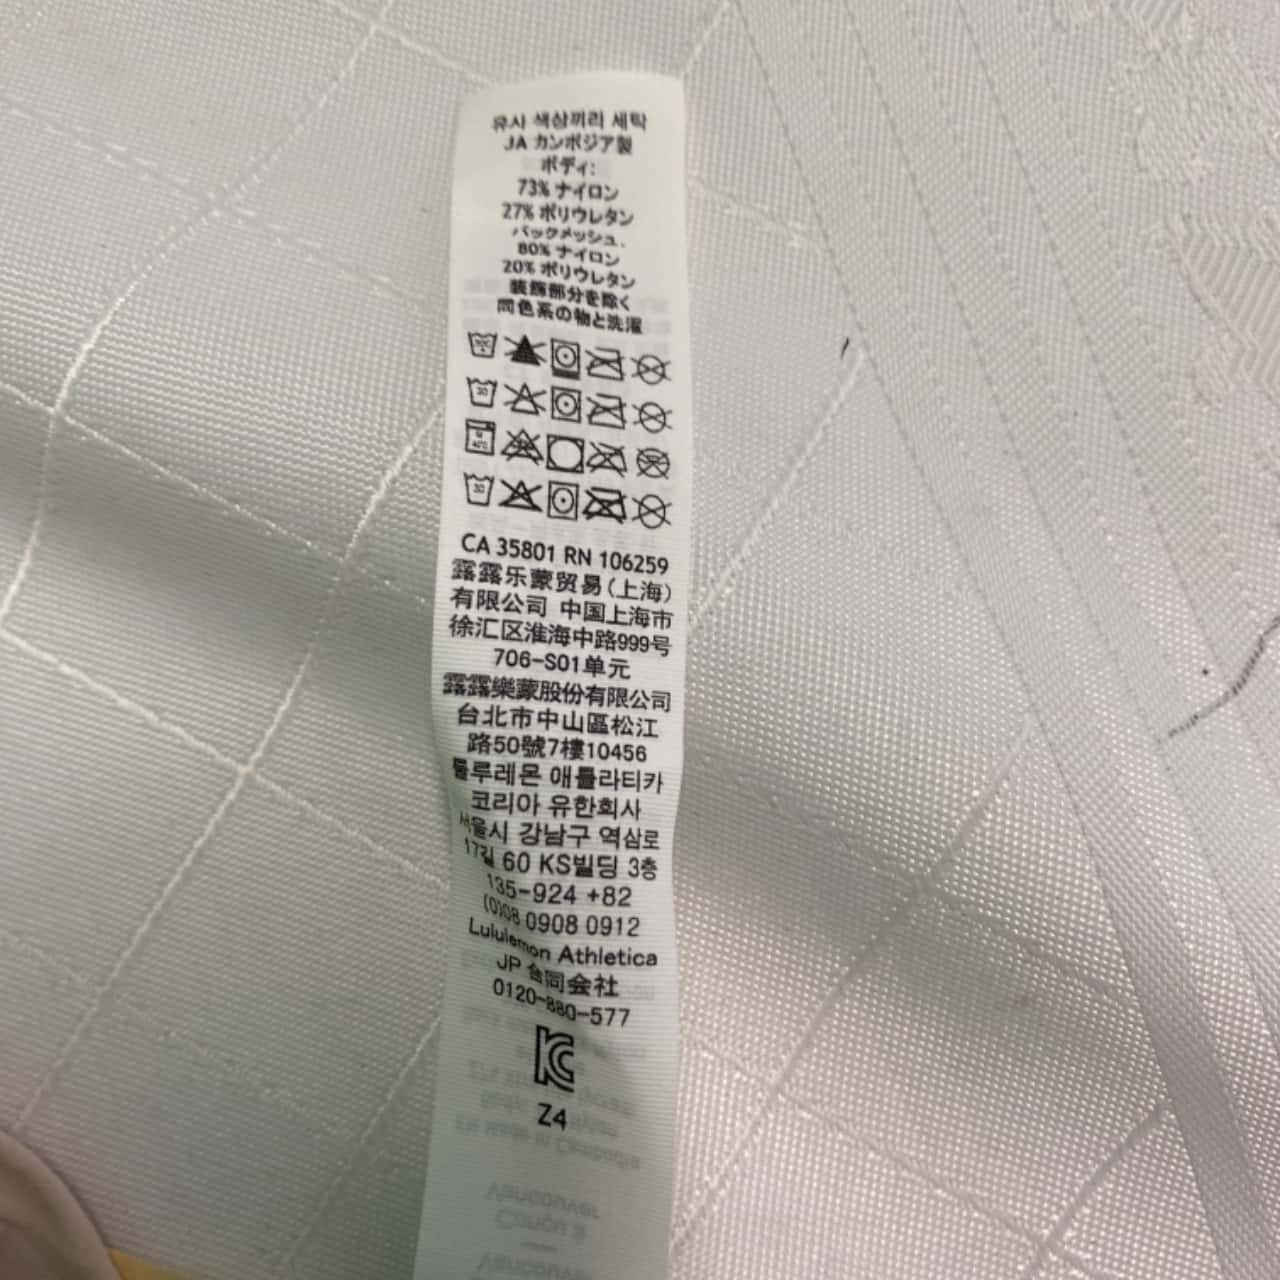 유사 색상끼리 세탁
JA カンボジア製
ボディ:
73% ナイロン
27% ポリウレタン
バックメッシュ、
80% ナイロン
20% ポリウレタン
装飾部分を除く
同色系の物と洗濯
CA 35801 RN 106259
露露乐蒙贸易(上海)
有限公司 中国上海市
徐汇区淮海中路999号
706-S01单元
露露樂蒙股份有限公司
台北市中山區松江
路50號7樓10456
룰루레몬 애틀라티카
코리아 유한회사
서울시 강남구 역삼로
17길 60 KS빌딩 3층
135-924 +82
(0)08 0908 0912
Lululemon Athletica
JP 合同会社
0120-880-577
Z4